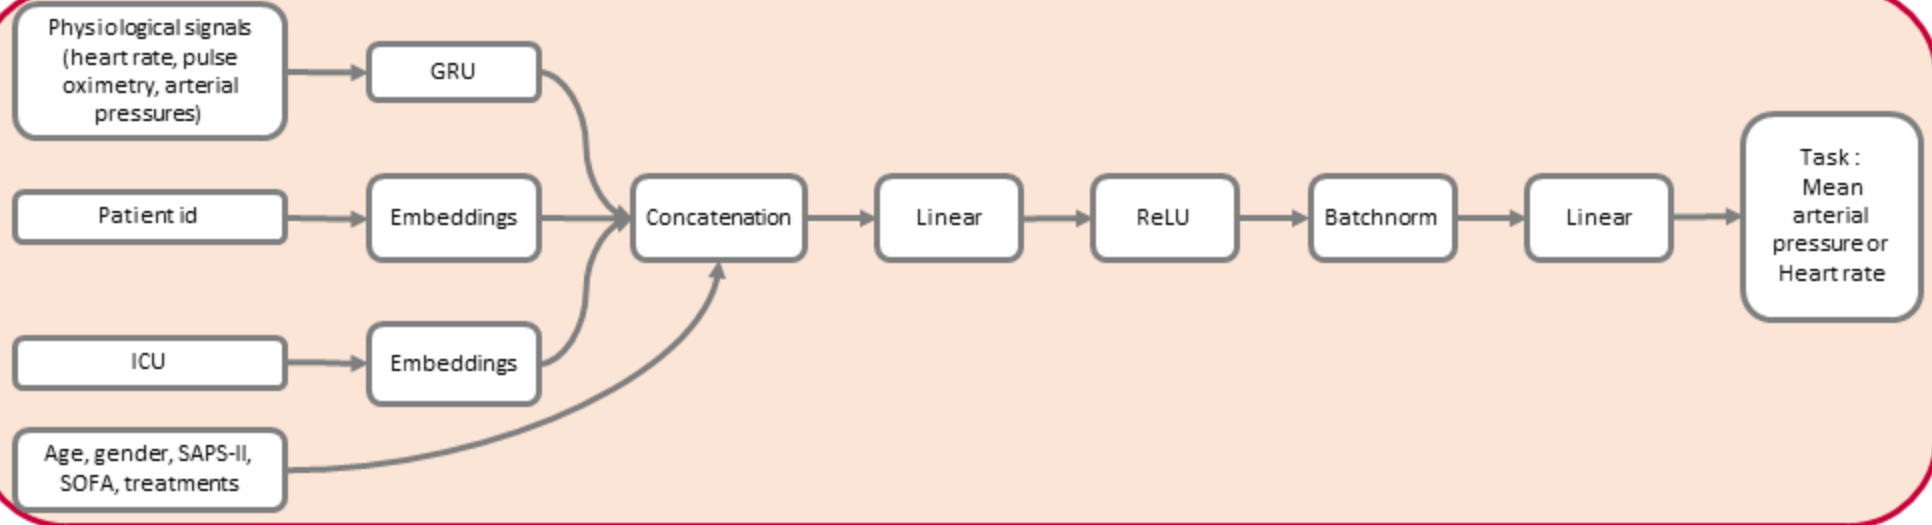 Physiological signals
(heart rate, pulse
oximetry, arterial
pressures)
GRU
Patient id
Embeddings
ICU
Embeddings
Age, gender, SAPS-II,
SOFA, treatments
Concatenation
Linear
ReLU
Batchnorm
Linear
Task :
Mean
arterial
pressure or
Heart rate